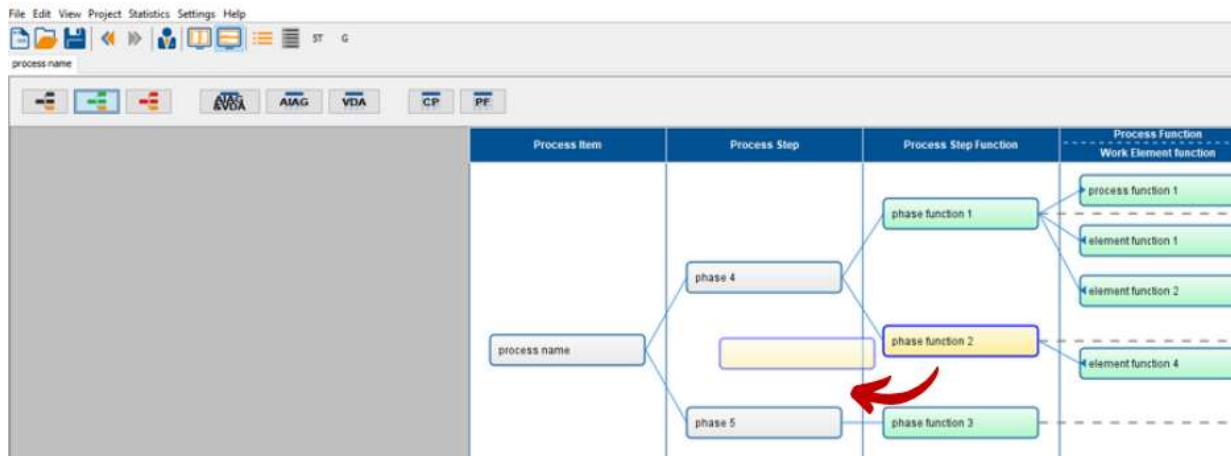 File Edit View Project Statistics Settings Help
ST G
process name
AIAG &VDA AIAG VDA CP PF
Process Item Process Step Process Step Function Process Function
Work Element function
process function 1
phase function 1
element function 1
phase 4
element function 2
phase function 2
process name
element function 4
phase 5 phase function 3